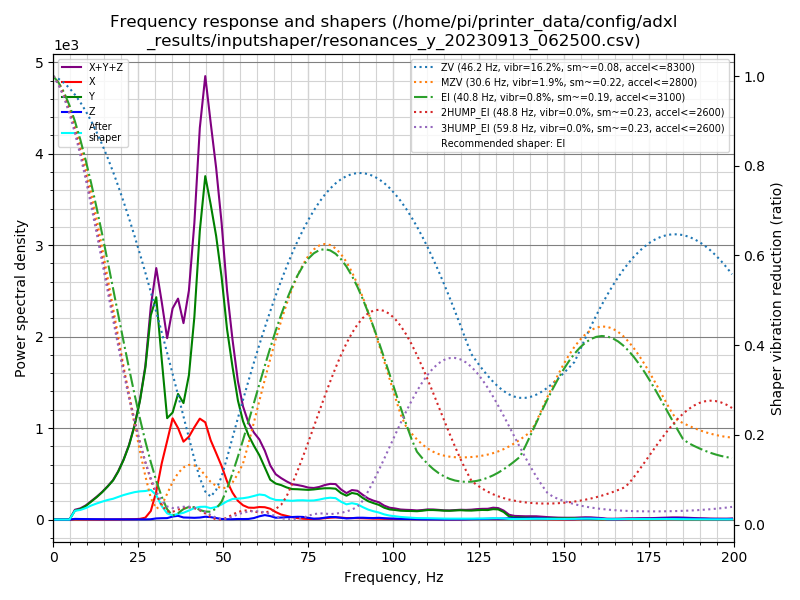 Frequency response and shapers (/home/pi/printer_data/config/adxl
_results/inputshaper/resonances_y_20230913_062500.csv)
1e3
X+Y+Z
X
Y
Z
After
shaper
ZV (46.2 Hz, vibr=16.2%, sm~=0.08, accel<=8300)
MZV (30.6 Hz, vibr=1.9%, sm~=0.22, accel<=2800)
EI (40.8 Hz, vibr=0.8%, sm~=0.19, accel<=3100)
2HUMP_EI (48.8 Hz, vibr=0.0%, sm~=0.23, accel<=2600)
3HUMP_EI (59.8 Hz, vibr=0.0%, sm~=0.23, accel<=2600)
Recommended shaper: EI
Power spectral density
5
4
3
2
1
0
1.0
0.8
0.6
0.4
0.2
0.0
Shaper vibration reduction (ratio)
0 25 50 75 100 125 150 175 200
Frequency, Hz